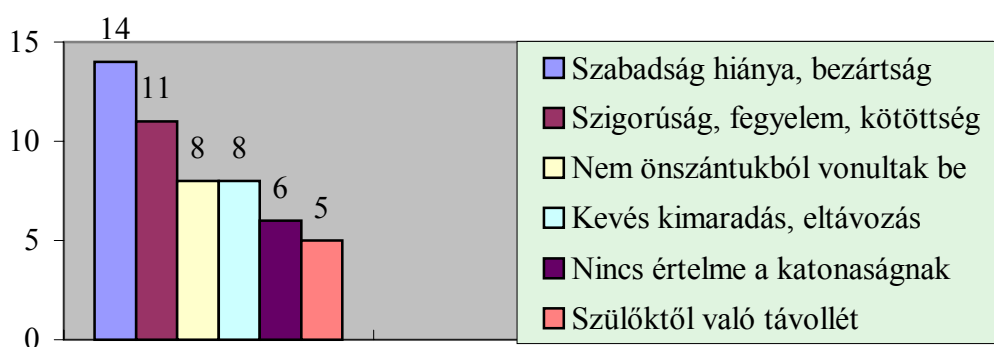 15
10
5
0
14
11
8
8
6
5
Szabadság hiánya, bezártság
Szigorúság, fegyelem, kötöttség
Nem önszántukból vonultak be
Kevés kimaradás, eltávozás
Nincs értelme a katonaságnak
Szülőktől való távollét